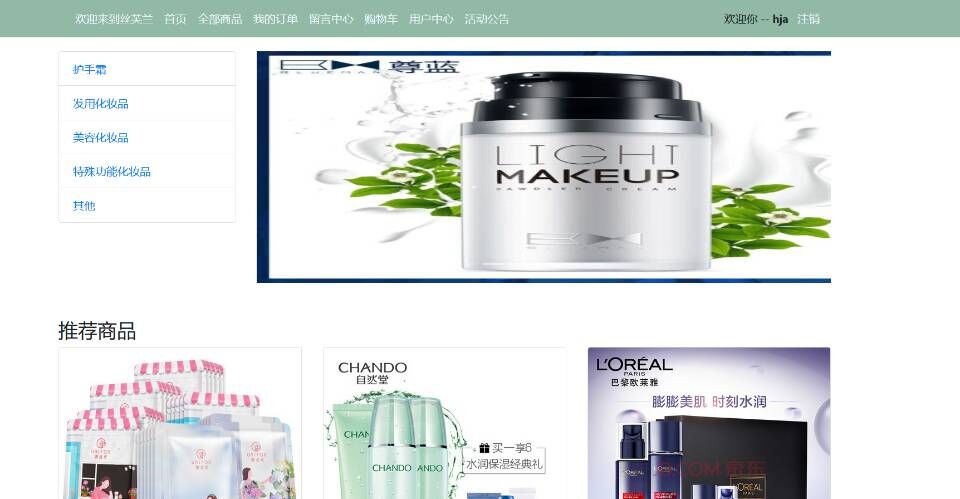 欢迎来到丝芙兰 首页 全部商品 我的订单 留言中心 购物车 用户中心 活动公告 欢迎你 -- hja 注销
护手霜
发用化妆品
美容化妆品
特殊功能化妆品
其他
尊蓝
LIGHT
MAKEUP
推荐商品
CHANDO
自然堂
买一享6
水润保湿经典礼
CHANDO
L'ORÉAL
PARIS
巴黎欧莱雅
膨膨美肌 时刻水润
COM 京东